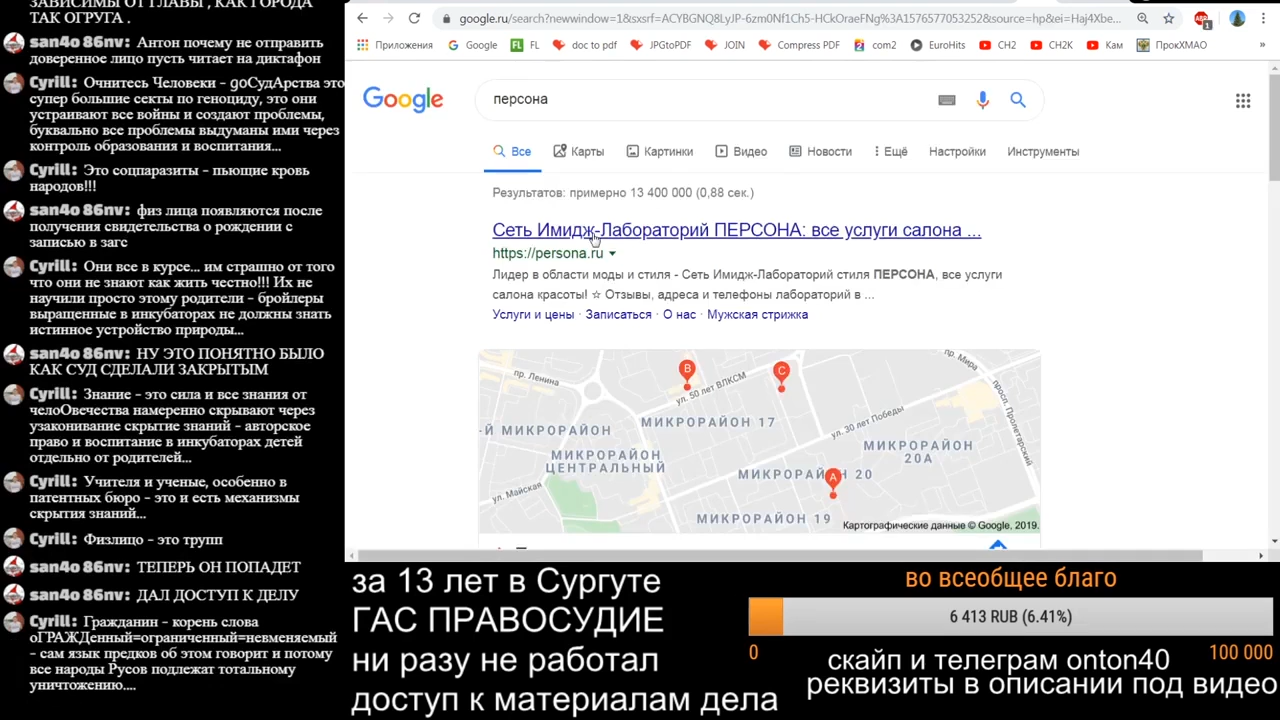 ЗАВИСИМЫ ОТ ГЛАВЫ , КАК ГОРОДА
ТАК ОГРУГА .
san4o 86nv: Антон почему не отправить
доверенное лицо пусть читает на диктафон
Cyrill: Очнитесь Человеки - gоСудАрства это
супер большие секты по геноциду, это они
устраивают все войны и создают проблемы,
буквально все проблемы выдуманы ими через
контроль образования и воспитания...
Cyrill: Это соцпаразиты - пьющие кровь
народов!!!
san4o 86nv: физ лица появляются после
получения свидетельства о рождении с
записью в загс
Cyrill: Они все в курсе... им страшно от того
что они не знают как жить честно!!! Их не
научили просто этому родители - бройлеры
выращенные в инкубаторах не должны знать
истинное устройство природы...
san4o 86nv: НУ ЭТО ПОНЯТНО БЫЛО
КАК СУД СДЕЛАЛИ ЗАКРЫТЫМ
Cyrill: Знание - это сила и все знания от
челоОвечества намеренно скрывают через
узаконивание скрытие знаний - авторское
право и воспитание в инкубаторах детей
отдельно от родителей...
Cyrill: Учителя и ученые, особенно в
патентных бюро - это и есть механизмы
скрытия знаний...
Cyrill: Физлицо - это трупп
san4o 86nv: ТЕПЕРЬ ОН ПОПАДЕТ
san4o 86nv: ДАЛ ДОСТУП К ДЕЛУ
Cyrill: Гражданин - корень слова
оГРАЖДенный=ограниченный=невменяемый
- сам язык предков об этом говорит и потому
все народы Русов подлежат тотальному
уничтожению....
google.ru/search?newwindow=1&sxsrf=ACYBGNQ8LyJP-6zm0Nf1Ch5-HCkOraeFNg%3A1576577053252&source=hp&ei=Haj4Xbe...
Приложения Google FL FL doc to pdf JPGtoPDF JOIN Compress PDF com2 EuroHits CH2 CH2K Кам ПрокХМАО »
Google персона
Все Карты Картинки Видео Новости Ещё Настройки Инструменты
Результатов: примерно 13 400 000 (0,88 сек.)
Сеть Имидж-Лабораторий ПЕРСОНА: все услуги салона ...
https://persona.ru
Лидер в области моды и стиля - Сеть Имидж-Лабораторий стиля ПЕРСОНА, все услуги
салона красоты! ☆ Отзывы, адреса и телефоны лабораторий в ...
Услуги и цены · Записаться · О нас · Мужская стрижка
пр. Ленина
пр. Мира
B
C
ул. 50 лет ВЛКСМ
просп. Пролетарский
МИКРОРАЙОН 17
-Й МИКРОРАЙОН
ул. 30 лет Победы
МИКРОРАЙОН
ЦЕНТРАЛЬНЫЙ
МИКРОРАЙОН
20А
МИКРОРАЙОН 20
A
ул. Майская
МИКРОРАЙОН 19
Картографические данные © Google, 2019.
за 13 лет в Сургуте
ГАС ПРАВОСУДИЕ
ни разу не работал
доступ к материалам дела
во всеобщее благо
6 413 RUB (6.41%)
0 100 000
скайп и телеграм onton40
реквизиты в описании под видео